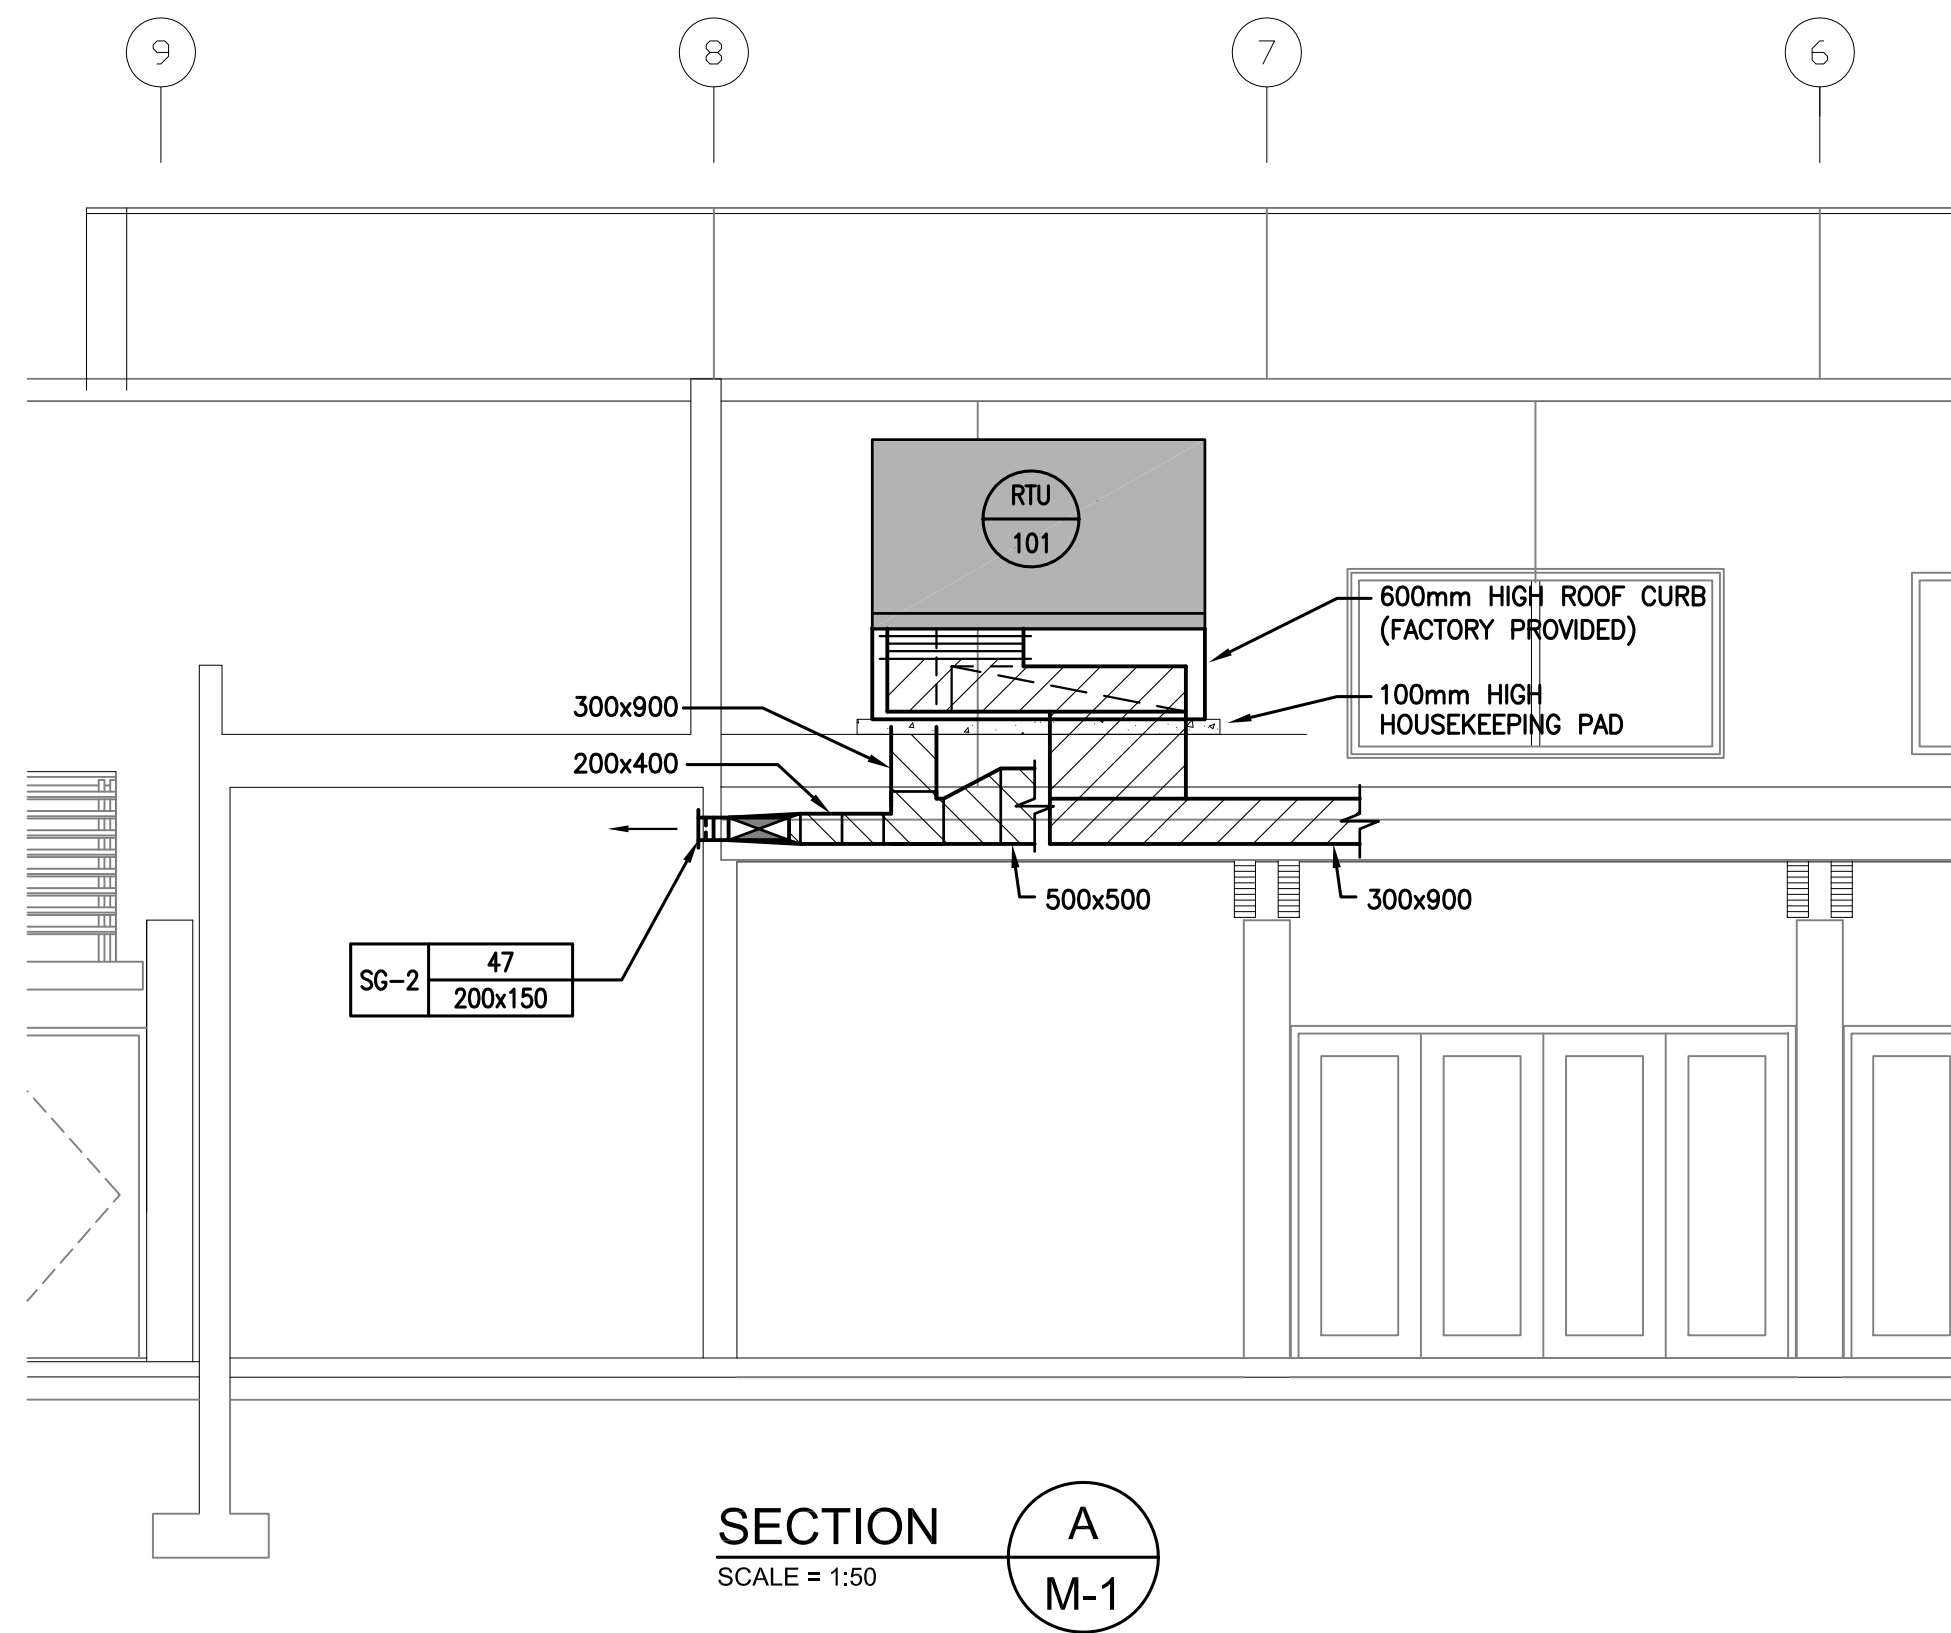 9
8
7
6
RTU
101
600mm HIGH ROOF CURB
(FACTORY PROVIDED)
100mm HIGH
HOUSEKEEPING PAD
300x900
200x400
500x500
300x900
SG-2
47
200x150
SECTION
SCALE = 1:50
A
M-1